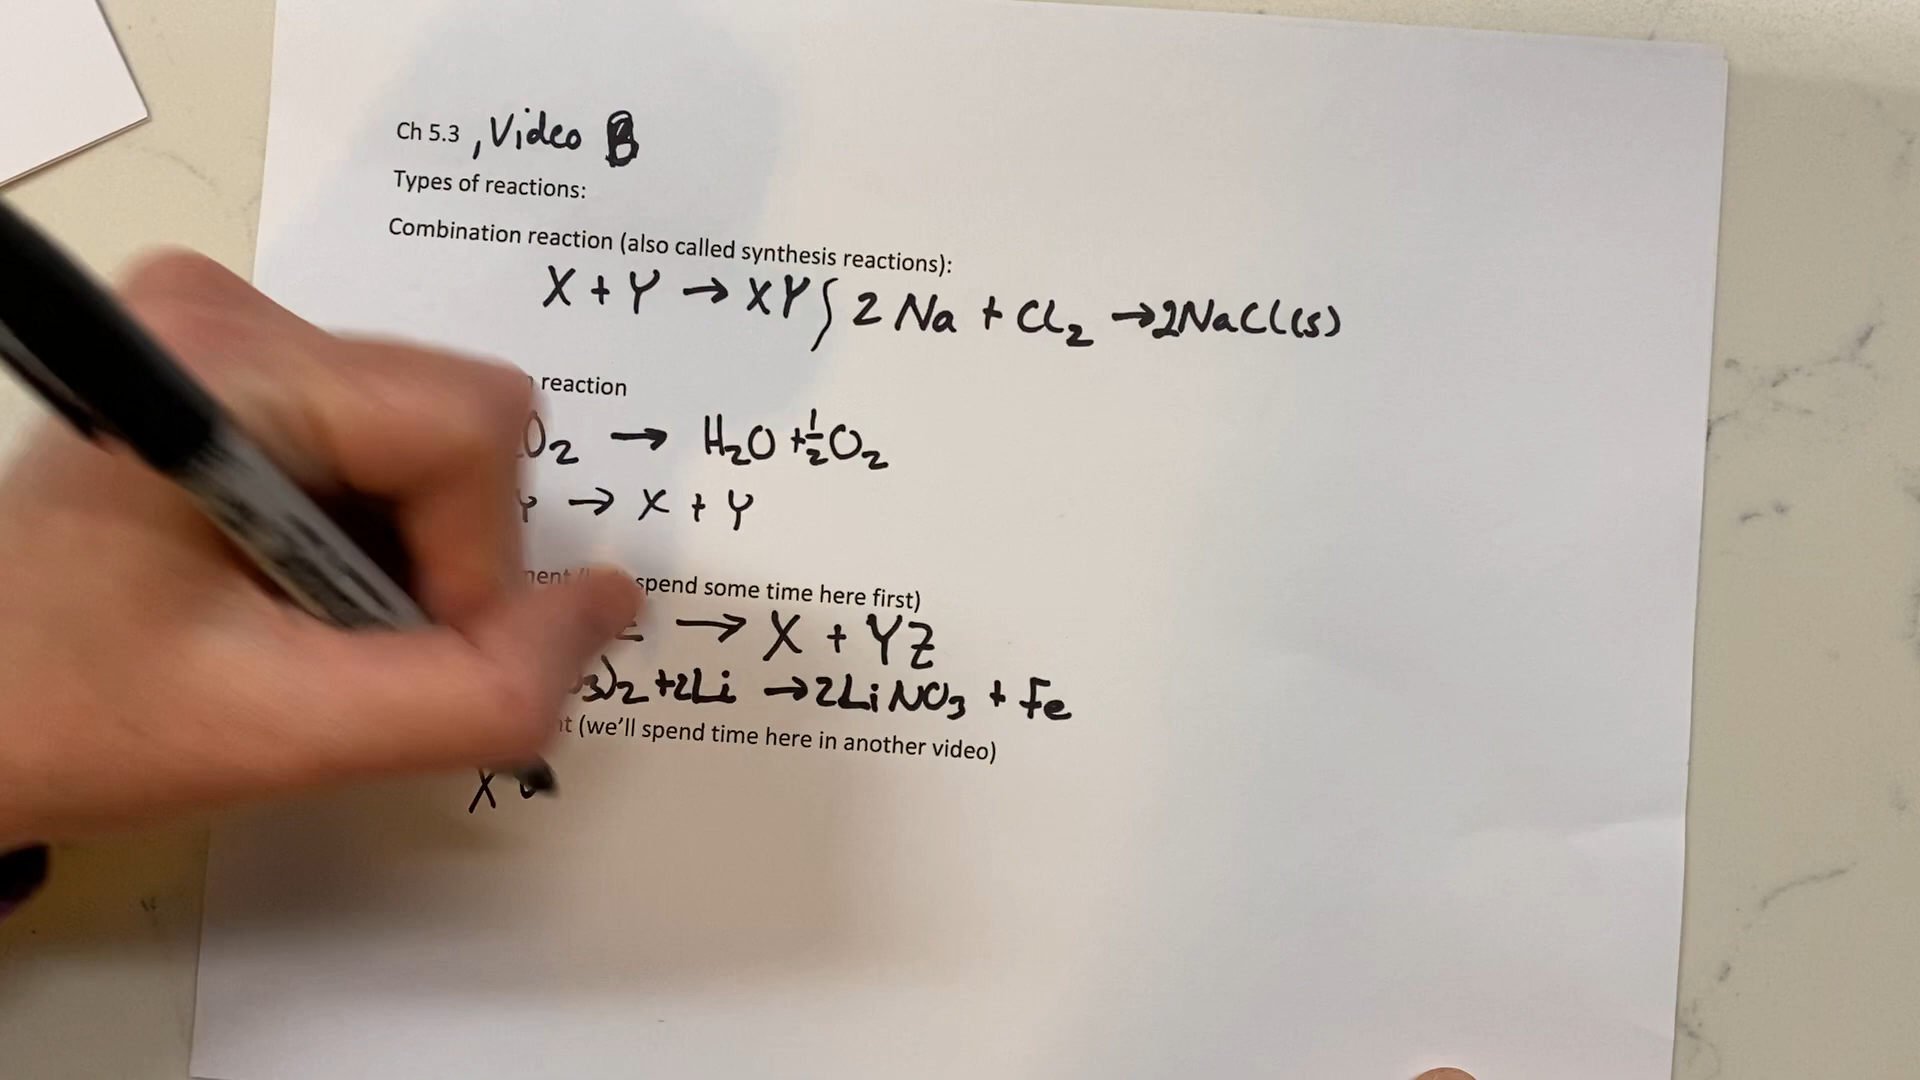 Ch 5.3 , Video B
Types of reactions:
Combination reaction (also called synthesis reactions):
X + Y → XY ∫ 2 Na + Cl₂ → 2NaCl(s)
reaction
O₂ → H₂O + ½O₂
Y → X + Y
spend some time here first)
Z → X + YZ
₃)₂ + 2Li → 2LiNO₃ + Fe
(we'll spend time here in another video)
X